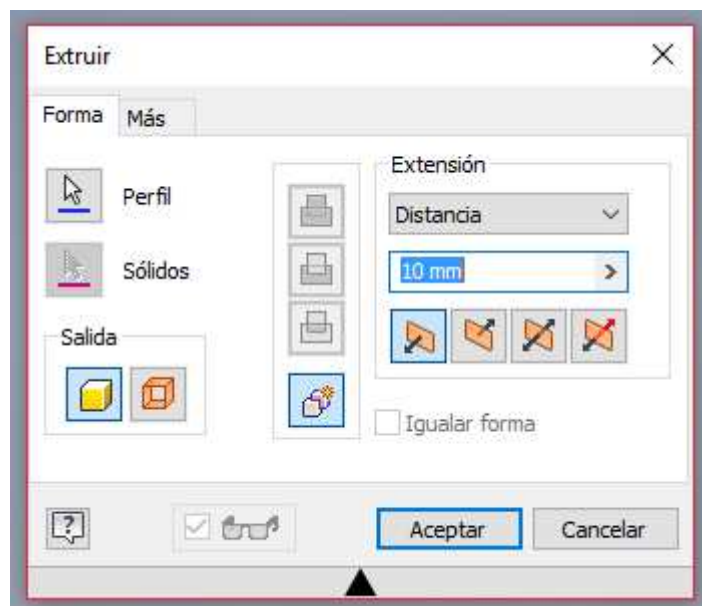 Extruir
Forma Más
Perfil
Sólidos
Salida
Extensión
Distancia
10 mm
Igualar forma
Aceptar
Cancelar